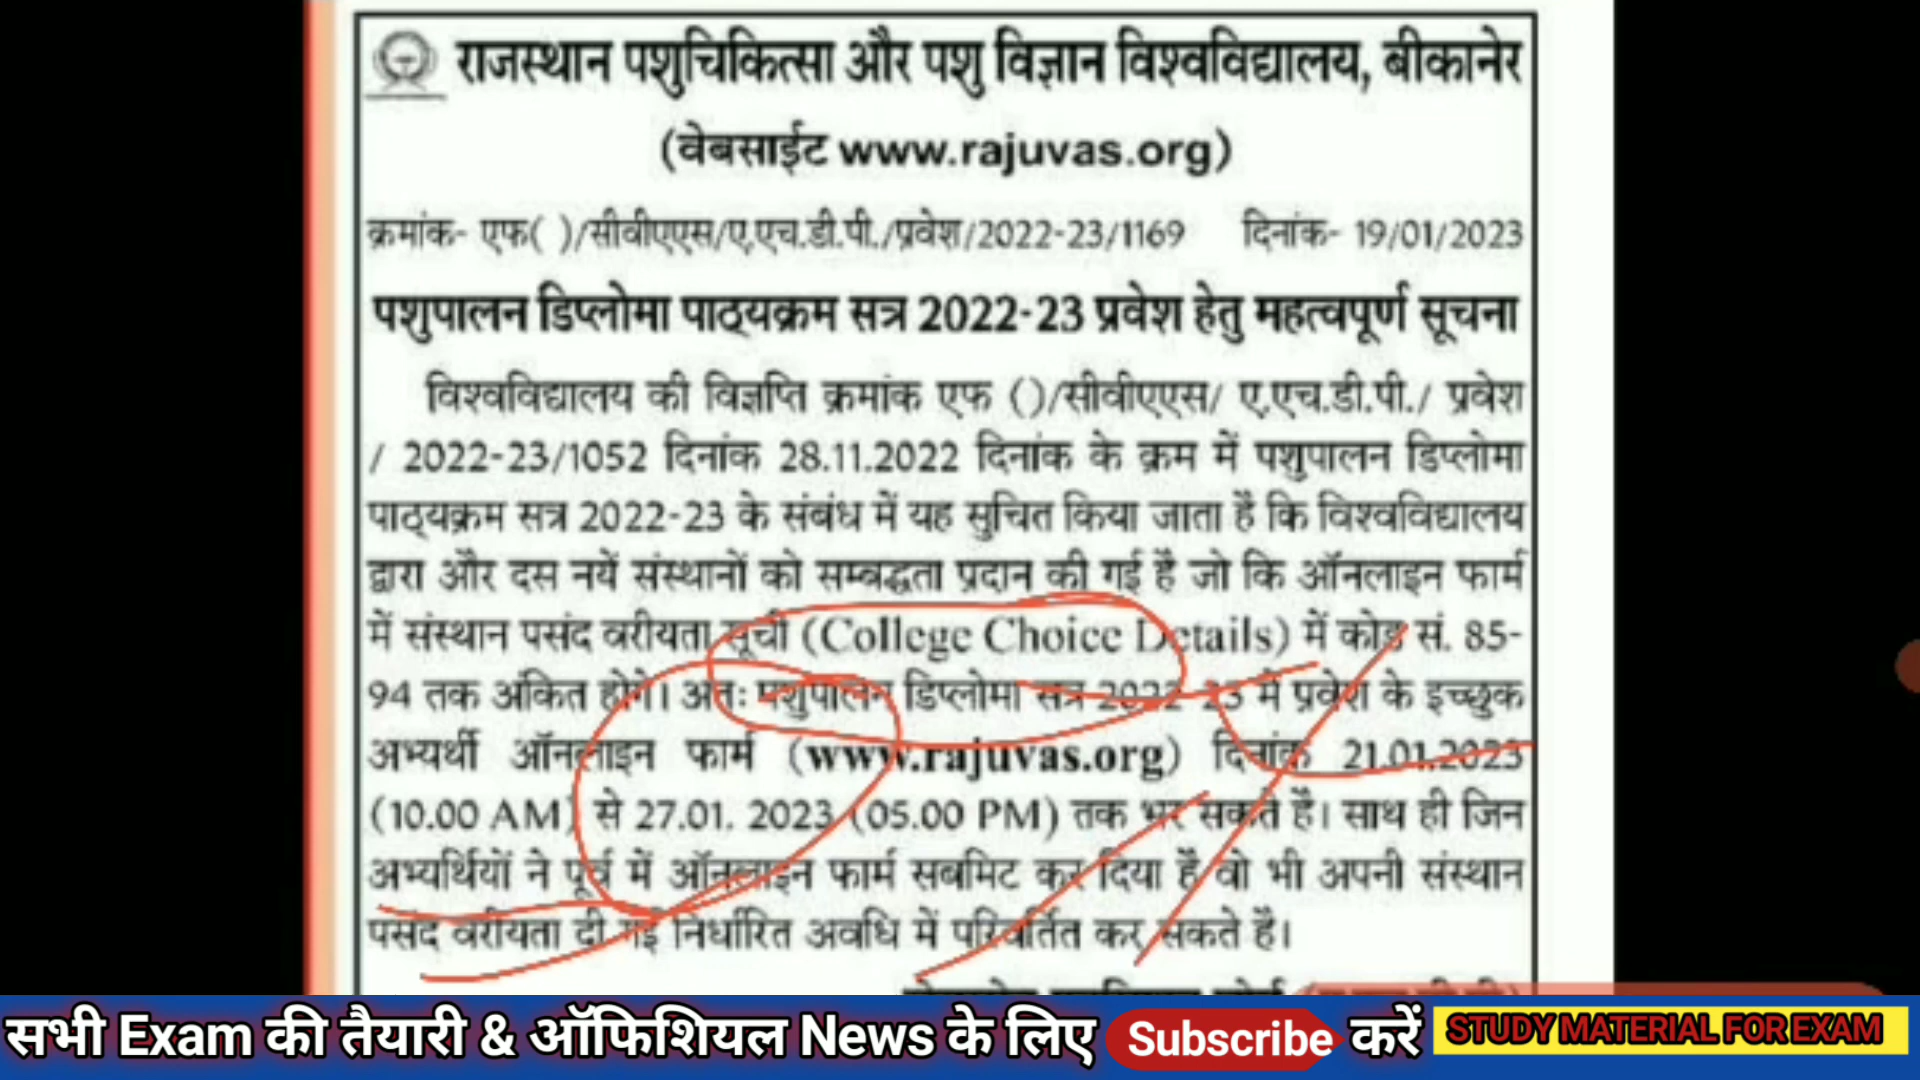 राजस्थान पशुचिकित्सा और पशु विज्ञान विश्वविद्यालय, बीकानेर
(वेबसाईट www.rajuvas.org)
क्रमांक- एफ( )/सीवीएएस/ए.एच.डी.पी./प्रवेश/2022-23/1169 दिनांक- 19/01/2023
पशुपालन डिप्लोमा पाठ्यक्रम सत्र 2022-23 प्रवेश हेतु महत्वपूर्ण सूचना
विश्वविद्यालय की विज्ञप्ति क्रमांक एफ ()/सीवीएएस/ ए.एच.डी.पी./ प्रवेश
/ 2022-23/1052 दिनांक 28.11.2022 दिनांक के क्रम में पशुपालन डिप्लोमा
पाठ्यक्रम सत्र 2022-23 के संबंध में यह सुचित किया जाता है कि विश्वविद्यालय
द्वारा और दस नयें संस्थानों को सम्बद्धता प्रदान की गई है जो कि ऑनलाइन फार्म
में संस्थान पसंद वरीयता सूची (College Choice Details) में कोड सं. 85-
94 तक अंकित होगे। अतः पशुपालन डिप्लोमा सत्र 2022-23 में प्रवेश के इच्छुक
अभ्यर्थी ऑनलाइन फार्म (www.rajuvas.org) दिनांक 21.01.2023
(10.00 AM) से 27.01. 2023 (05.00 PM) तक भर सकते है। साथ ही जिन
अभ्यर्थियों ने पूर्व में ऑनलाइन फार्म सबमिट कर दिया है वो भी अपनी संस्थान
पसंद वरीयता दी गई निर्धारित अवधि में परिवर्तित कर सकते है।
सभी Exam की तैयारी & ऑफिशियल News के लिए Subscribe करें STUDY MATERIAL FOR EXAM